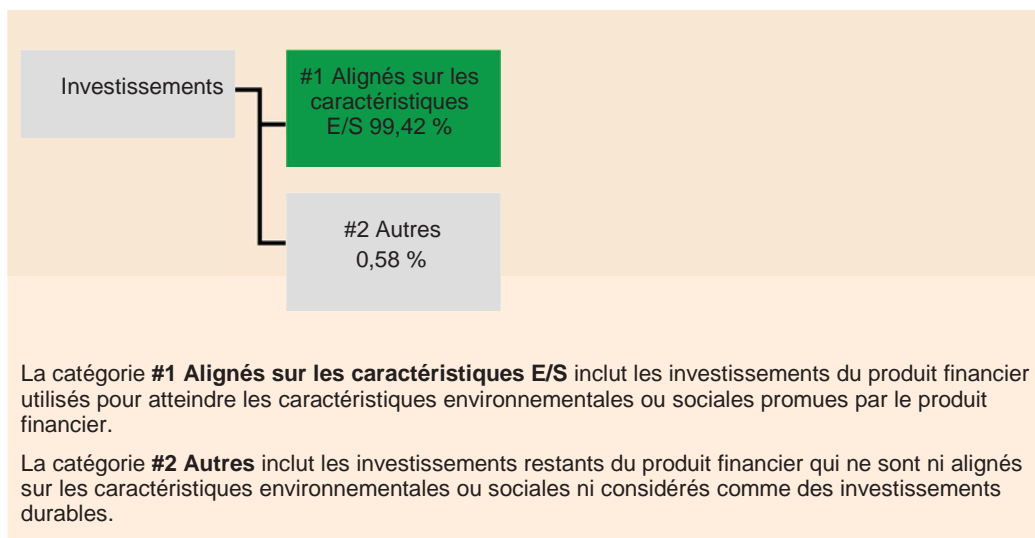 Investissements
#1 Alignés sur les
caractéristiques
E/S 99,42 %
#2 Autres
0,58 %
La catégorie #1 Alignés sur les caractéristiques E/S inclut les investissements du produit financier
utilisés pour atteindre les caractéristiques environnementales ou sociales promues par le produit
financier.
La catégorie #2 Autres inclut les investissements restants du produit financier qui ne sont ni alignés
sur les caractéristiques environnementales ou sociales ni considérés comme des investissements
durables.